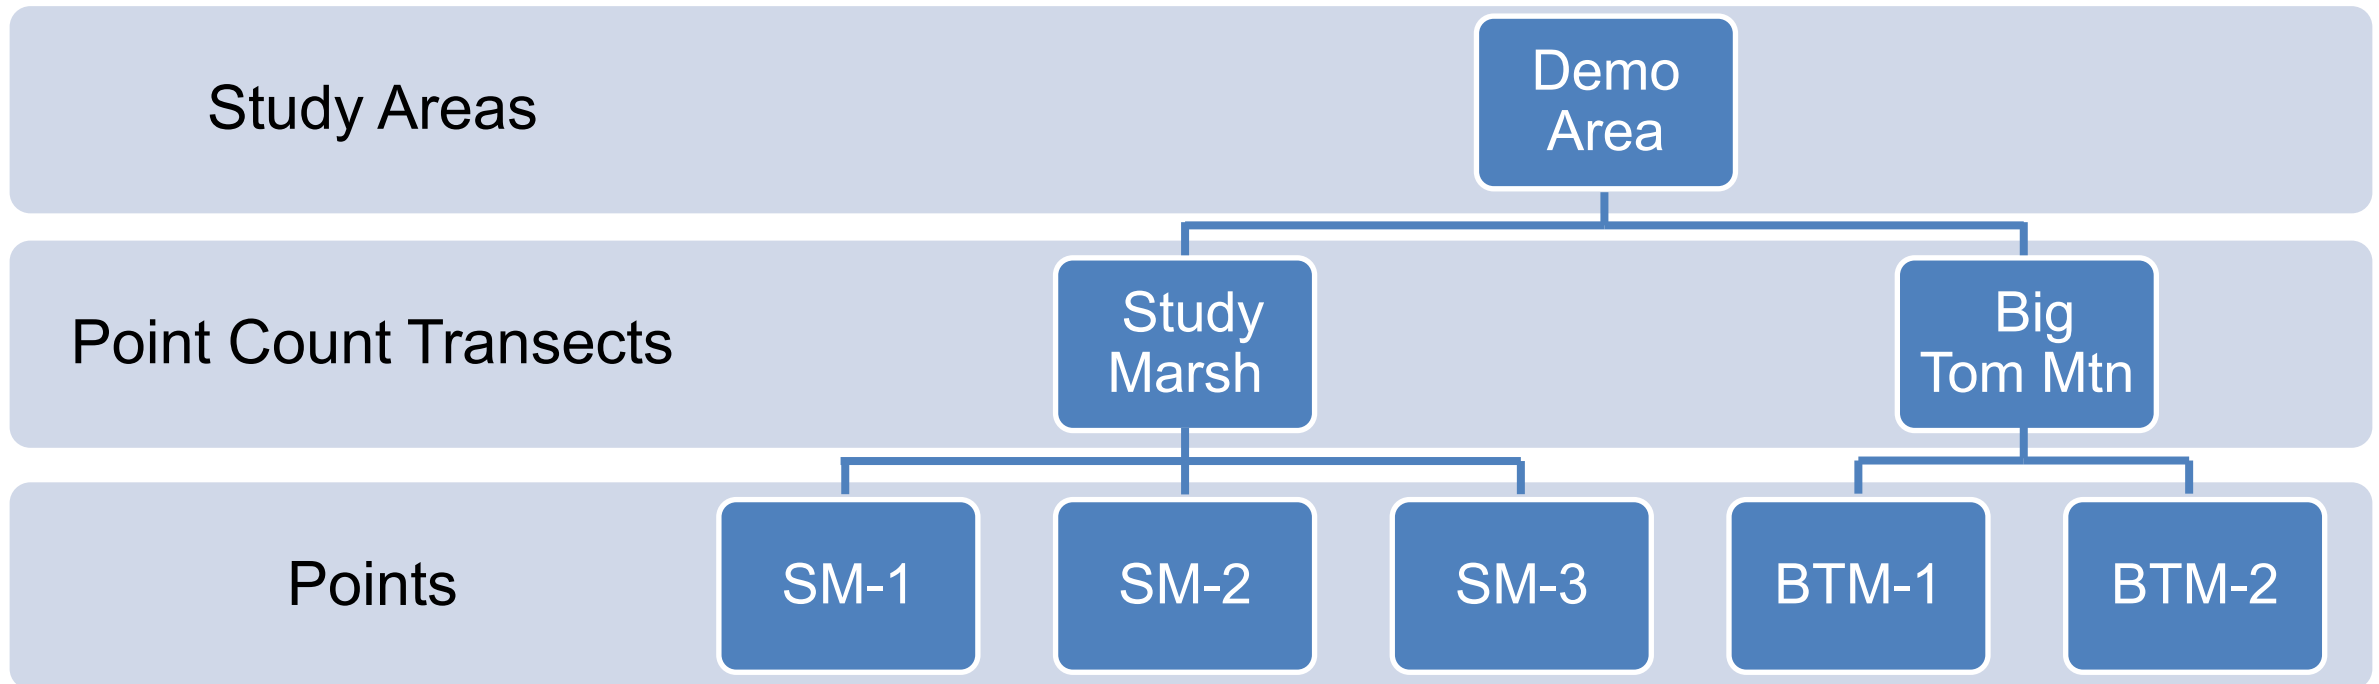 Study Areas
Demo
Area
Point Count Transects
Study
Marsh
Big
Tom Mtn
Points
SM-1
SM-2
SM-3
BTM-1
BTM-2